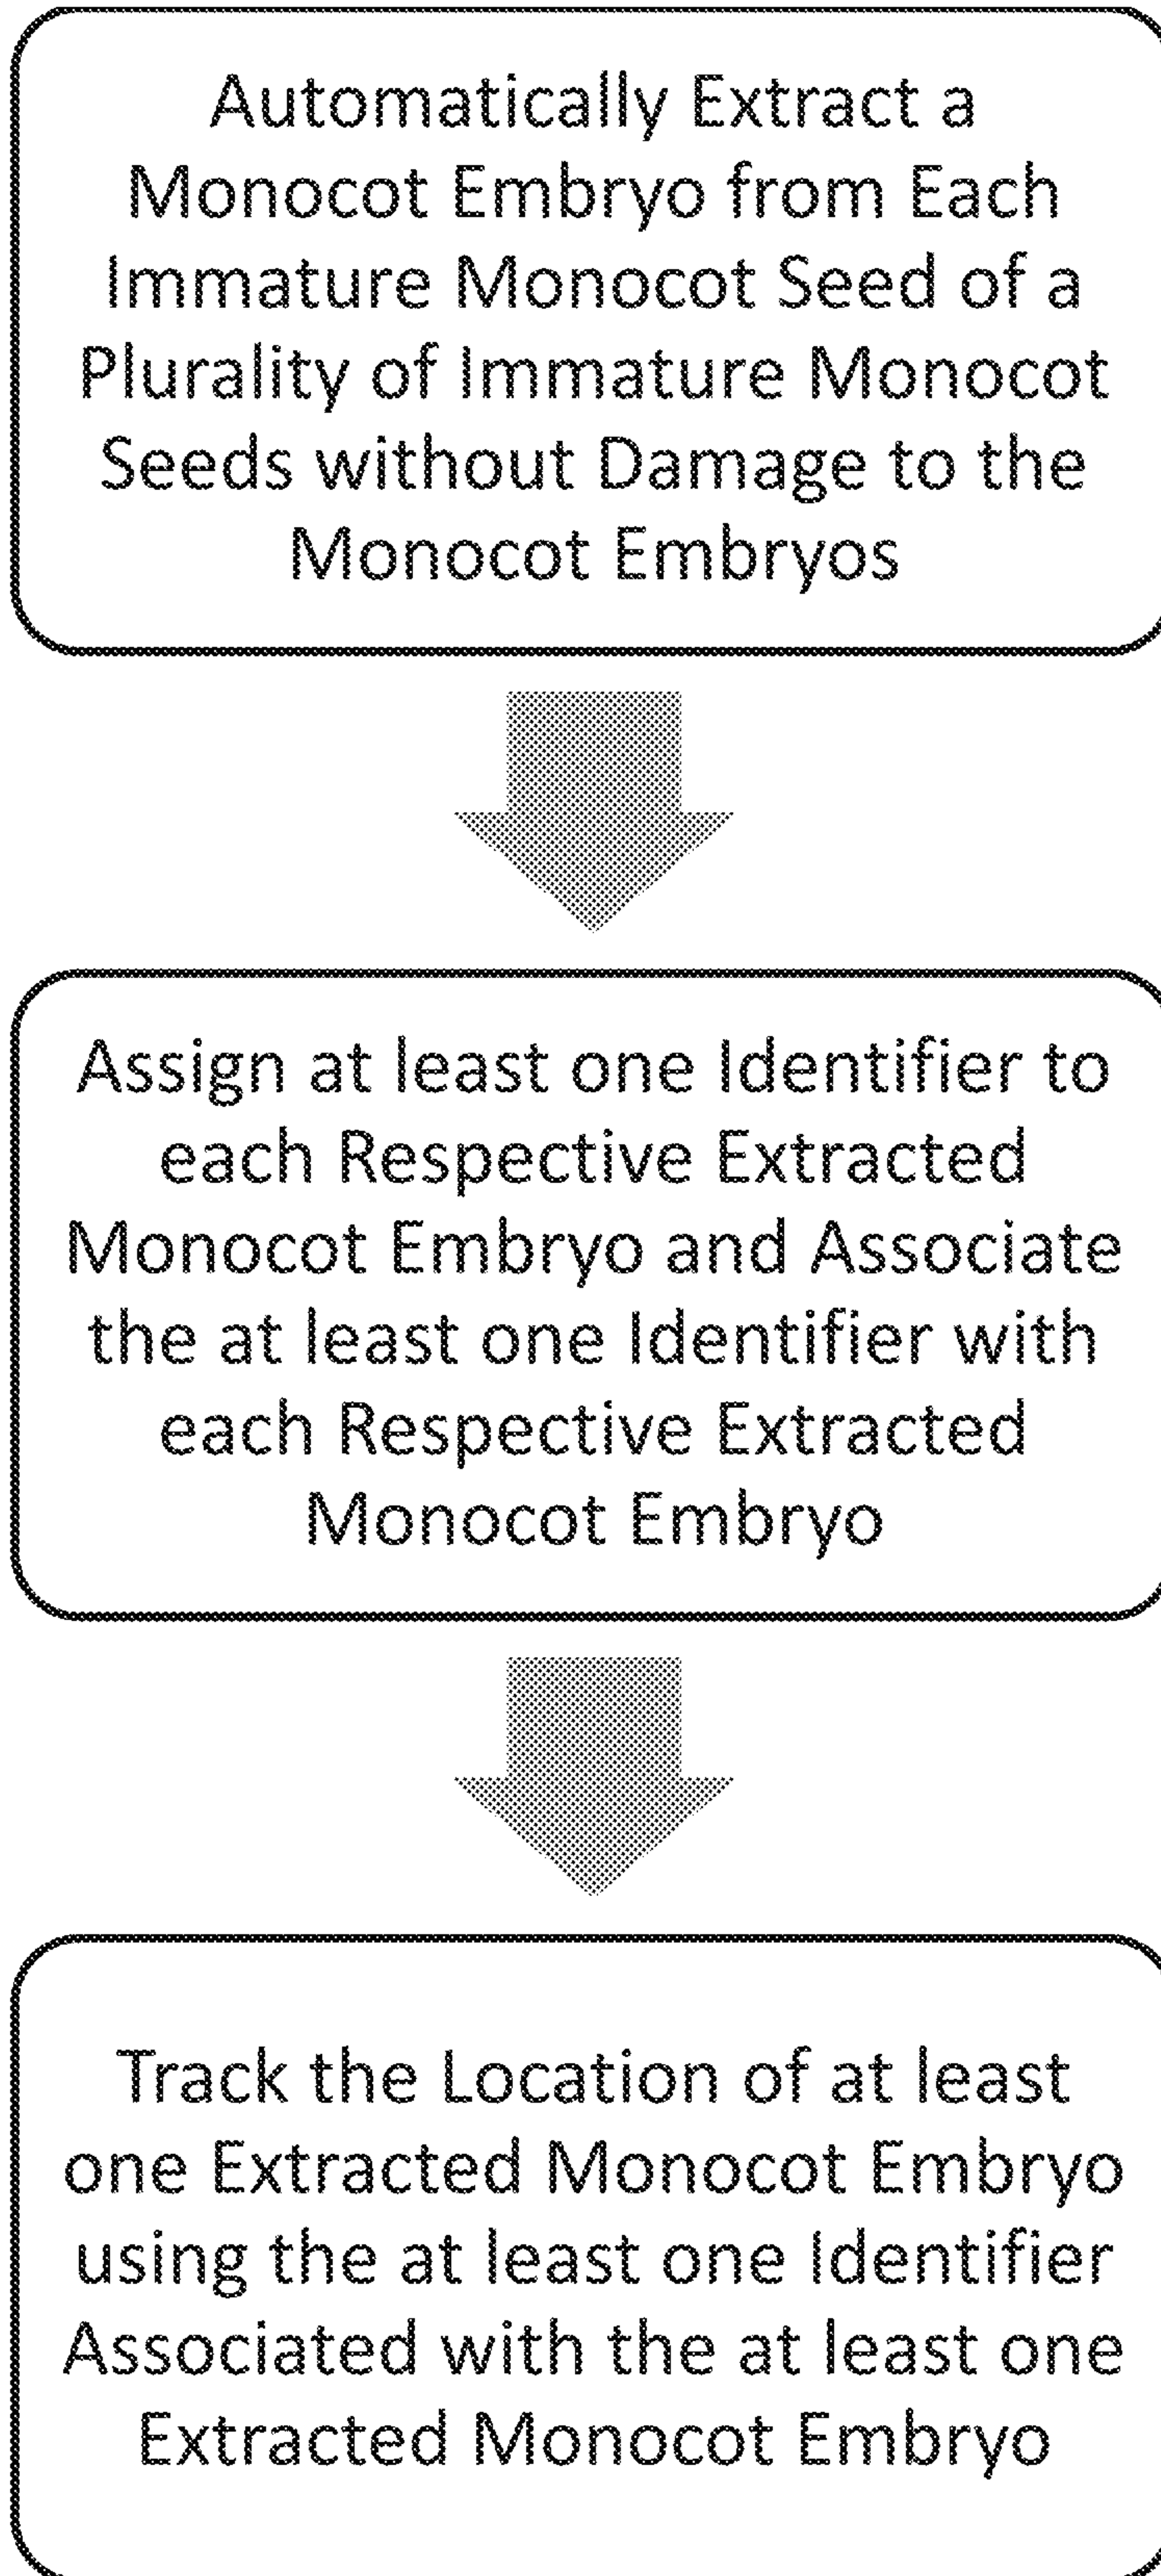 Automatically Extract a
Monocot Embryo from Each
Immature Monocot Seed of a
Plurality of Immature Monocot
Seeds without Damage to the
Monocot Embryos
Assign at least one Identifier to
each Respective Extracted
Monocot Embryo and Associate
the at least one Identifier with
each Respective Extracted
Monocot Embryo
Track the Location of at least
one Extracted Monocot Embryo
using the at least one Identifier
Associated with the at least one
Extracted Monocot Embryo